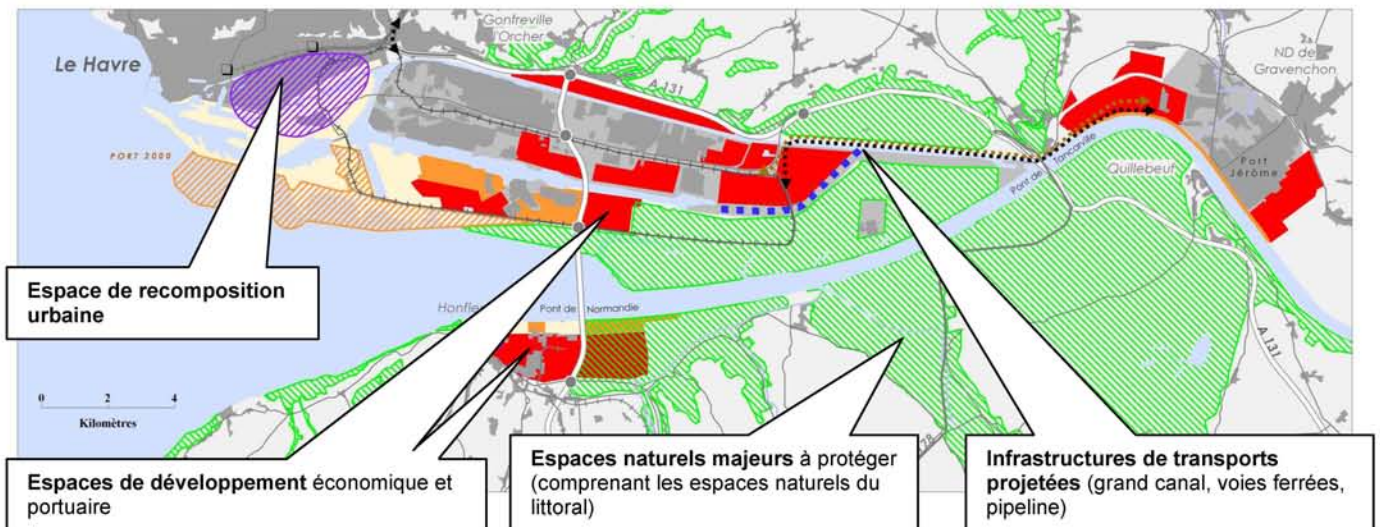 Gonfreville
l'Orcher
Le Havre
A 131
ND de
Gravenchon
PORT 2000
Pont de Tancarville
Quillebeuf
Port
Jérôme
Espace de recomposition
urbaine
Pont de Normandie
A131
0 2 4
Kilomètres
Espaces de développement économique et
portuaire
Espaces naturels majeurs à protéger
(comprenant les espaces naturels du
littoral)
Infrastructures de transports
projetées (grand canal, voies ferrées,
pipeline)